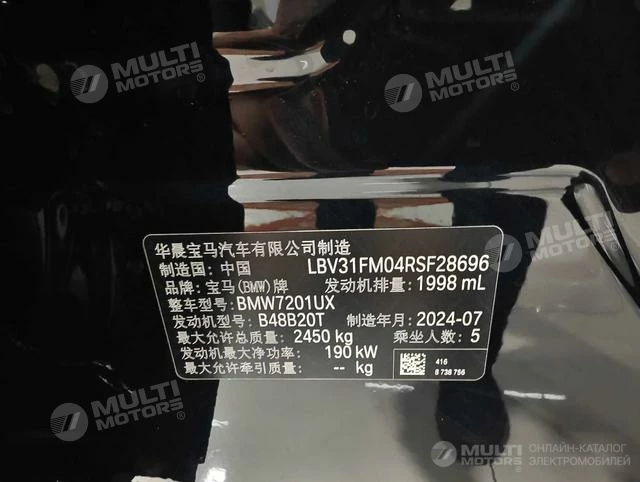 MULTI
MOTORS
MULTI
MOTORS
MULTI
MOTORS
华晨宝马汽车有限公司制造
制造国: 中国 LBV31FM04RSF28696
品牌: 宝马(BMW)牌 发动机排量: 1998 mL
整车型号: BMW7201UX
发动机型号: B48B20T 制造年月: 2024-07
最大允许总质量: 2450 kg 乘坐人数: 5
发动机最大净功率: 190 kW
最大允许牵引质量: -- kg
416
8 738 756
MULTI
MOTORS
MULTI
MOTORS
ОНЛАЙН-КАТАЛОГ
ЭЛЕКТРОМОБИЛЕЙ